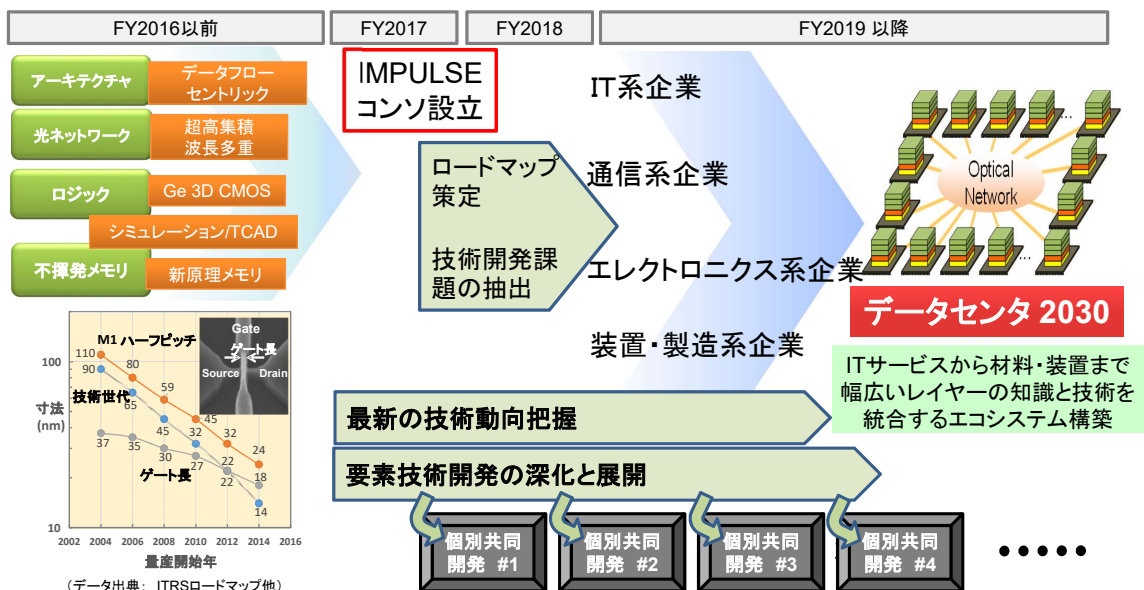 FY2016以前
FY2017
FY2018
FY2019 以降
アーキテクチャ
データフロー
セントリック
光ネットワーク
超高集積
波長多重
ロジック
Ge 3D CMOS
シミュレーション/TCAD
不揮発メモリ
新原理メモリ
IMPULSE
コンソ設立
ロードマップ
策定
技術開発課
題の抽出
IT系企業
通信系企業
エレクトロニクス系企業
装置・製造系企業
Optical
Network
...
...
データセンタ 2030
ITサービスから材料・装置まで
幅広いレイヤーの知識と技術を
統合するエコシステム構築
M1 ハーフピッチ
技術世代
ゲート長
寸法
(nm)
100
10
110
80
59
45
32
24
90
65
45
32
22
14
37
35
30
27
22
18
Gate
ゲート長
Source
Drain
2002 2004 2006 2008 2010 2012 2014 2016
量産開始年
（データ出典： ITRSロードマップ他）
最新の技術動向把握
要素技術開発の深化と展開
個別共同
開発 #1
個別共同
開発 #2
個別共同
開発 #3
個別共同
開発 #4
•••••